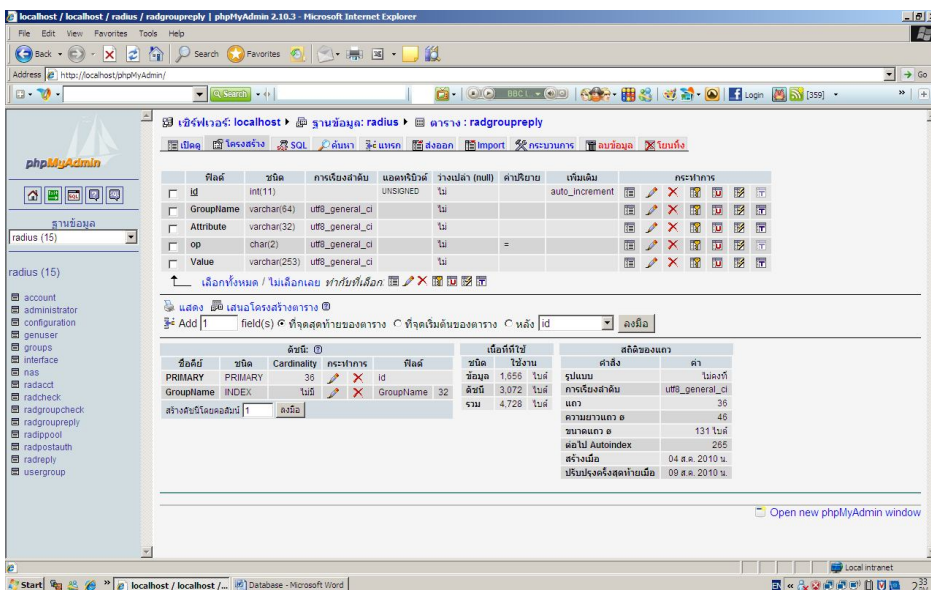 localhost / localhost / radius / radgroupreply | phpMyAdmin 2.10.3 - Microsoft Internet Explorer
File Edit View Favorites Tools Help
Back Search Favorites
Address http://localhost/phpMyAdmin/ Go
Search BBC Login [359]
phpMyAdmin
ฐานข้อมูล
radius (15)
radius (15)
account
administrator
configuration
genuser
groups
interface
nas
radacct
radcheck
radgroupcheck
radgroupreply
radippool
radpostauth
radreply
usergroup
เซิร์ฟเวอร์: localhost ฐานข้อมูล: radius ตาราง : radgroupreply
เปิดดู โครงสร้าง SQL ค้นหา แทรก ส่งออก Import กระบวนการ ลบข้อมูล โยนทิ้ง
ฟิลด์ ชนิด การเรียงลำดับ แอตทริบิวต์ ว่างเปล่า (null) ค่าปริยาย เพิ่มเติม กระทำการ
id int(11) UNSIGNED ไม่ auto_increment
GroupName varchar(64) utf8_general_ci ไม่
Attribute varchar(32) utf8_general_ci ไม่
op char(2) utf8_general_ci ไม่ =
Value varchar(253) utf8_general_ci ไม่
เลือกทั้งหมด / ไม่เลือกเลย ทำกับที่เลือก:
แสดง เสนอโครงสร้างตาราง
Add 1 field(s) ที่จุดสุดท้ายของตาราง ที่จุดเริ่มต้นของตาราง หลัง id ลงมือ
ดัชนี:
ชื่อคีย์ ชนิด Cardinality กระทำการ ฟิลด์
PRIMARY PRIMARY 36 id
GroupName INDEX ไม่มี GroupName 32
สร้างดัชนีโดยคอลัมน์ 1 ลงมือ
เนื้อที่ที่ใช้
ชนิด ใช้งาน
ข้อมูล 1,656 ไบต์
ดัชนี 3,072 ไบต์
รวม 4,728 ไบต์
สถิติของแถว
คำสั่ง ค่า
รูปแบบ ไม่คงที่
การเรียงลำดับ utf8_general_ci
แถว 36
ความยาวแถว ø 46
ขนาดแถว ø 131 ไบต์
ต่อไป Autoindex 265
สร้างเมื่อ 04 ส.ค. 2010 น.
ปรับปรุงครั้งสุดท้ายเมื่อ 09 ส.ค. 2010 น.
Open new phpMyAdmin window
Local intranet
Start localhost / localhost /... Database - Microsoft Word EN